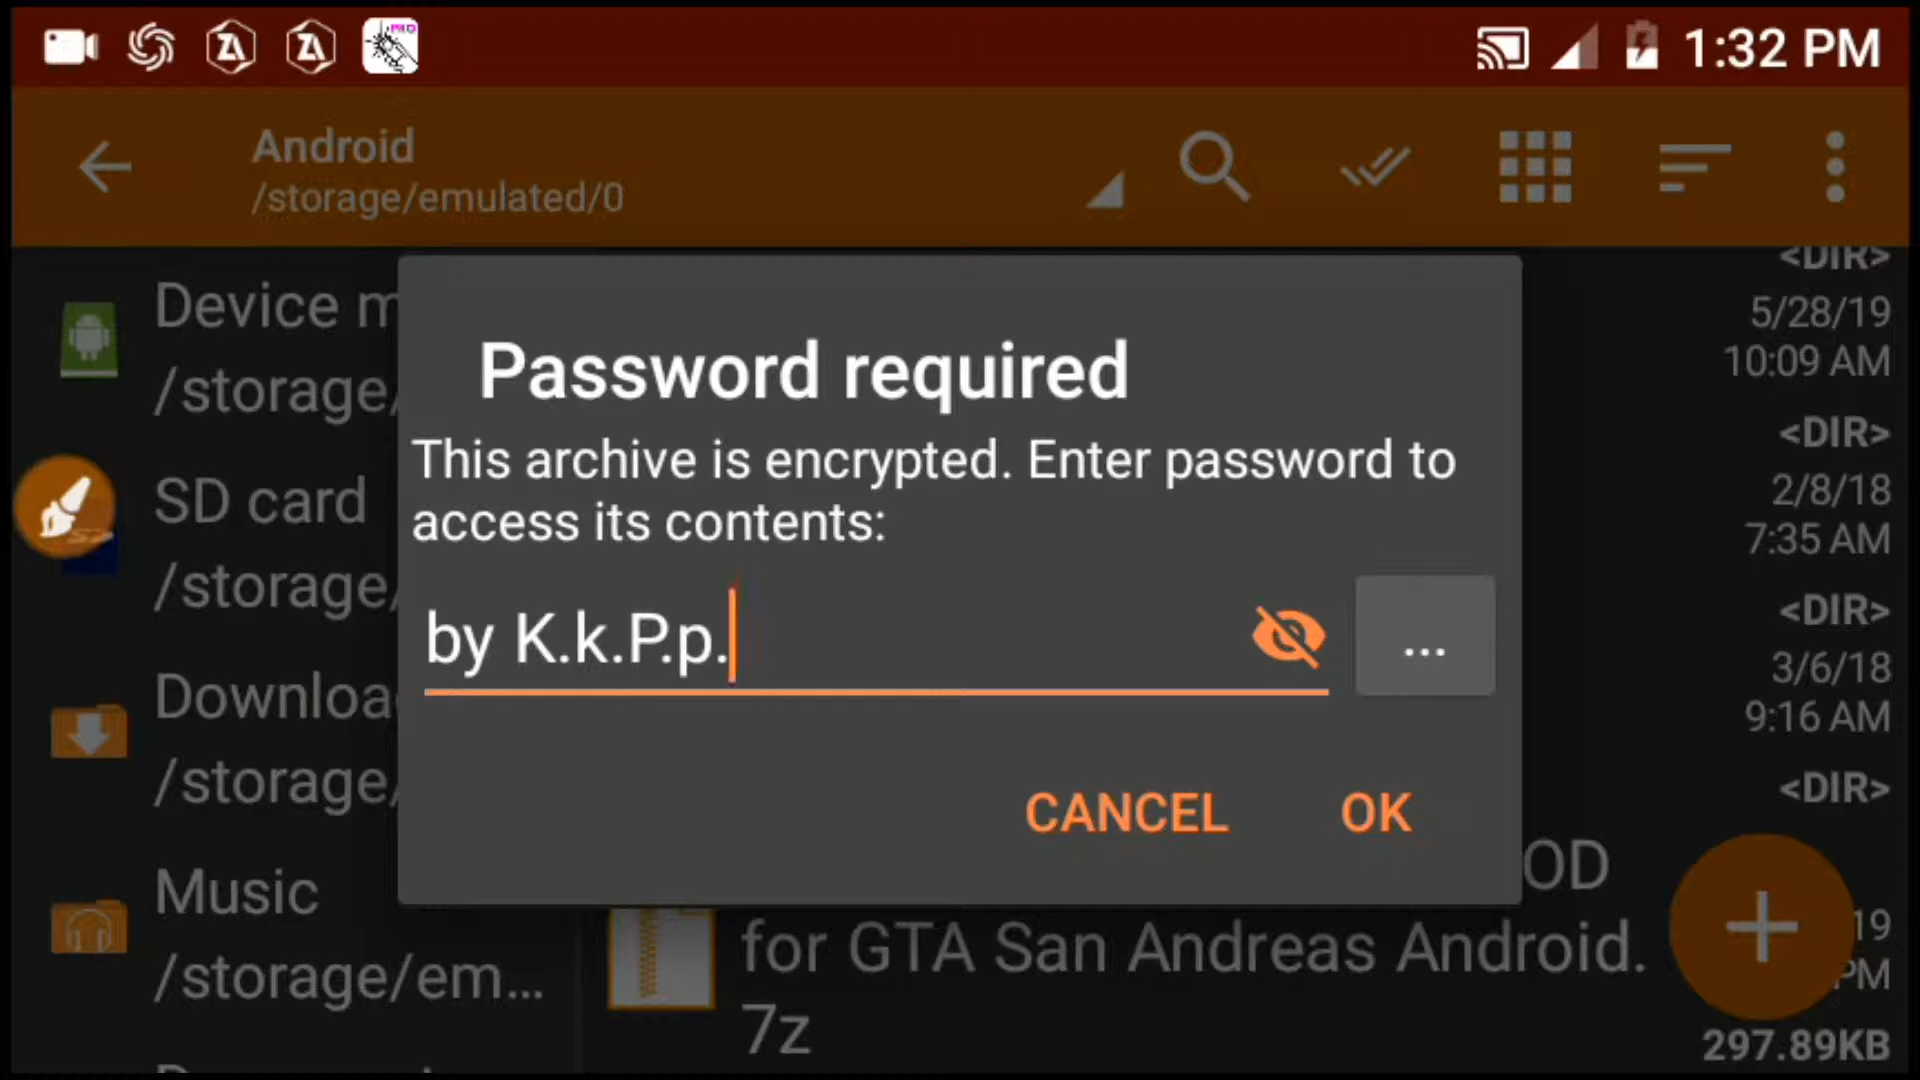 1:32 PM
Android
/storage/emulated/0
<DIR>
Device m
/storage/
5/28/19
10:09 AM
Password required
This archive is encrypted. Enter password to
access its contents:
<DIR>
SD card
/storage/
2/8/18
7:35 AM
by K.k.P.p.
...
<DIR>
Downloa
/storage/
3/6/18
9:16 AM
<DIR>
CANCEL
OK
Music
/storage/em...
OD
for GTA San Andreas Android.
7z
19
PM
297.89KB